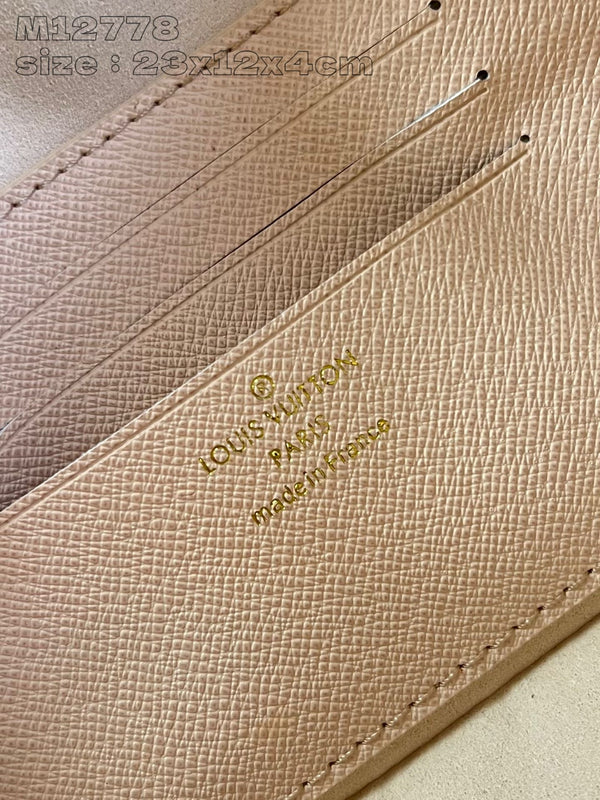 M12778
size : 23x12x4cm
®
LOUIS VUITTON
PARIS
made in France